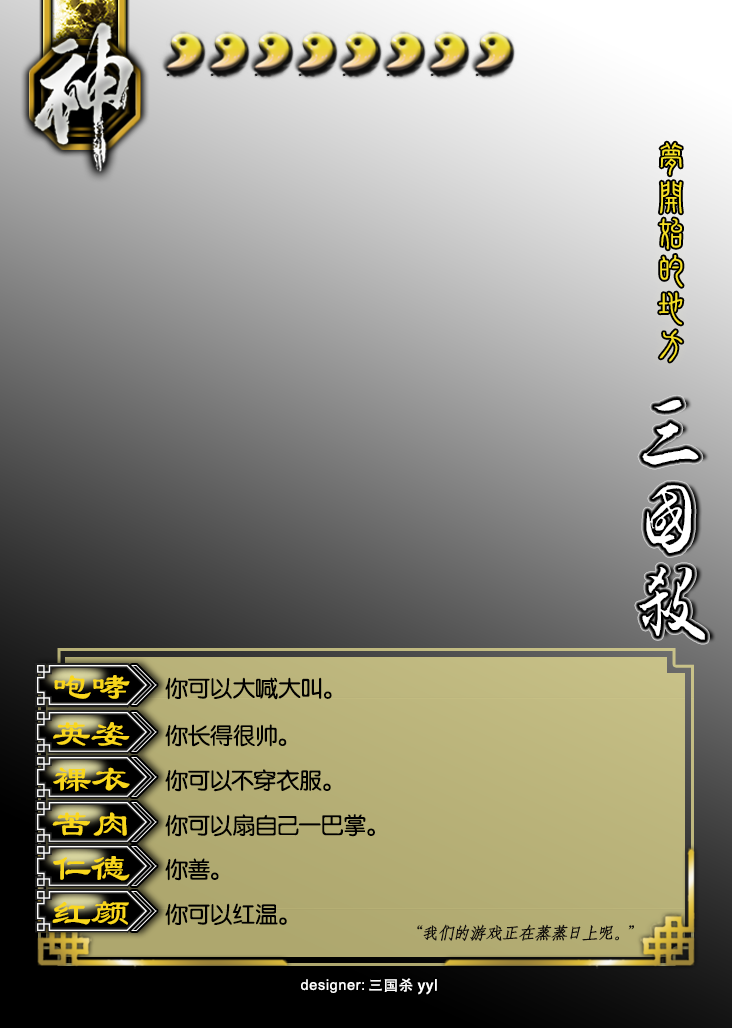 神
夢開始的地方
三國殺
咆哮 你可以大喊大叫。
英姿 你长得很帅。
裸衣 你可以不穿衣服。
苦肉 你可以扇自己一巴掌。
仁德 你善。
红颜 你可以红温。
“我们的游戏正在蒸蒸日上呢。”
designer: 三国杀 yyl